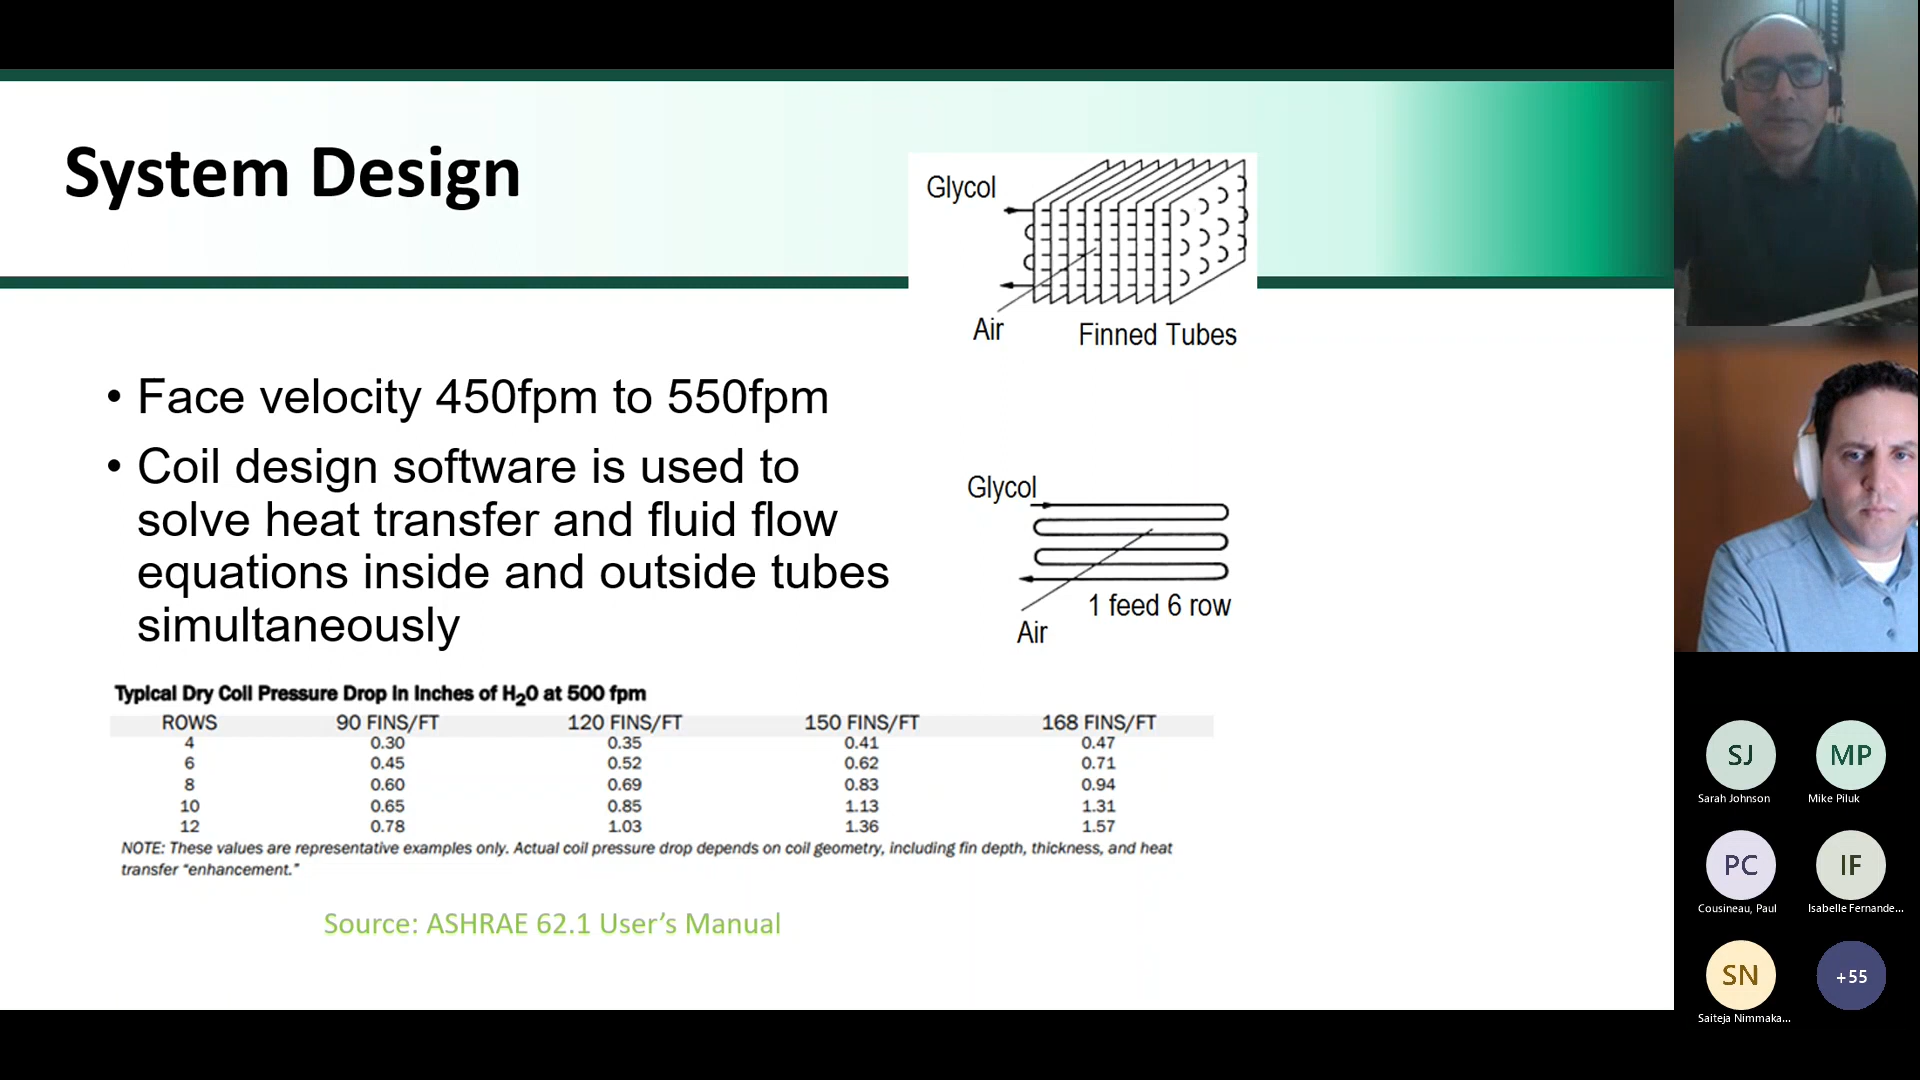 System Design
Glycol
Air
Finned Tubes
• Face velocity 450fpm to 550fpm
• Coil design software is used to
solve heat transfer and fluid flow
equations inside and outside tubes
simultaneously
Glycol
1 feed 6 row
Air
Typical Dry Coil Pressure Drop in Inches of H₂0 at 500 fpm
ROWS 90 FINS/FT 120 FINS/FT 150 FINS/FT 168 FINS/FT
4 0.30 0.35 0.41 0.47
6 0.45 0.52 0.62 0.71
8 0.60 0.69 0.83 0.94
10 0.65 0.85 1.13 1.31
12 0.78 1.03 1.36 1.57
NOTE: These values are representative examples only. Actual coil pressure drop depends on coil geometry, including fin depth, thickness, and heat
transfer “enhancement.”
Source: ASHRAE 62.1 User’s Manual
SJ
Sarah Johnson
MP
Mike Piluk
PC
Cousineau, Paul
IF
Isabelle Fernande...
SN
Saiteja Nimmaka...
+55